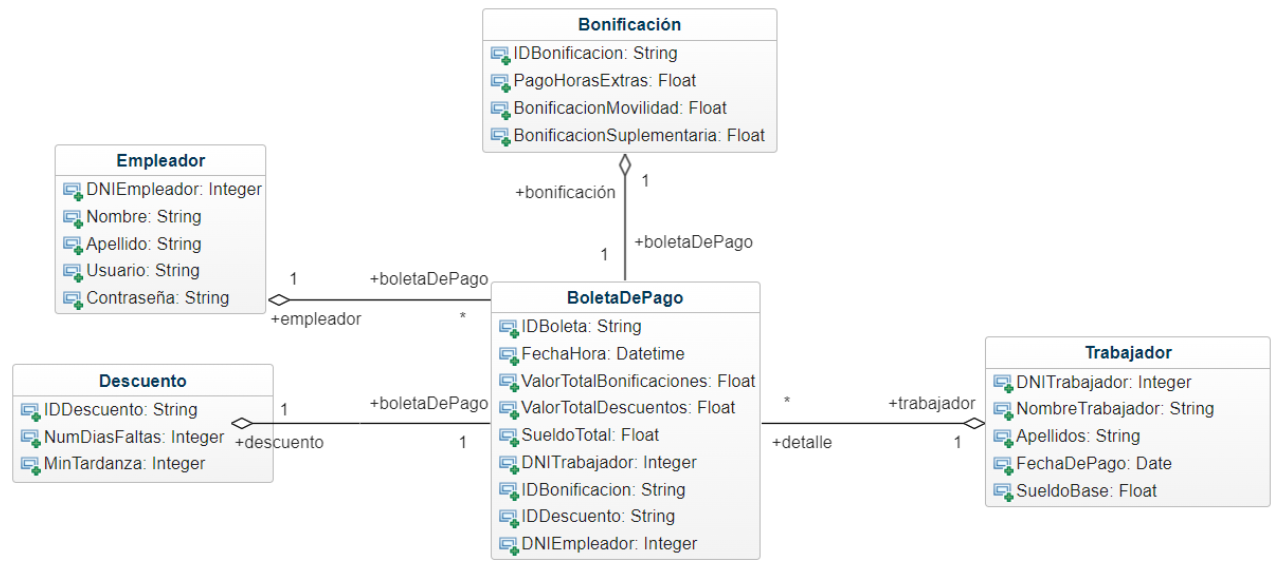 Bonificación
IDBonificacion: String
PagoHorasExtras: Float
BonificacionMovilidad: Float
BonificacionSuplementaria: Float
+bonificación
1
1
+boletaDePago
Empleador
DNIEmpleador: Integer
Nombre: String
Apellido: String
Usuario: String
Contraseña: String
1
+boletaDePago
+empleador
*
Descuento
IDDescuento: String
NumDiasFaltas: Integer
MinTardanza: Integer
1
+boletaDePago
+descuento
1
BoletaDePago
IDBoleta: String
FechaHora: Datetime
ValorTotalBonificaciones: Float
ValorTotalDescuentos: Float
SueldoTotal: Float
DNITrabajador: Integer
IDBonificacion: String
IDDescuento: String
DNIEmpleador: Integer
*
+trabajador
+detalle
1
Trabajador
DNITrabajador: Integer
NombreTrabajador: String
Apellidos: String
FechaDePago: Date
SueldoBase: Float